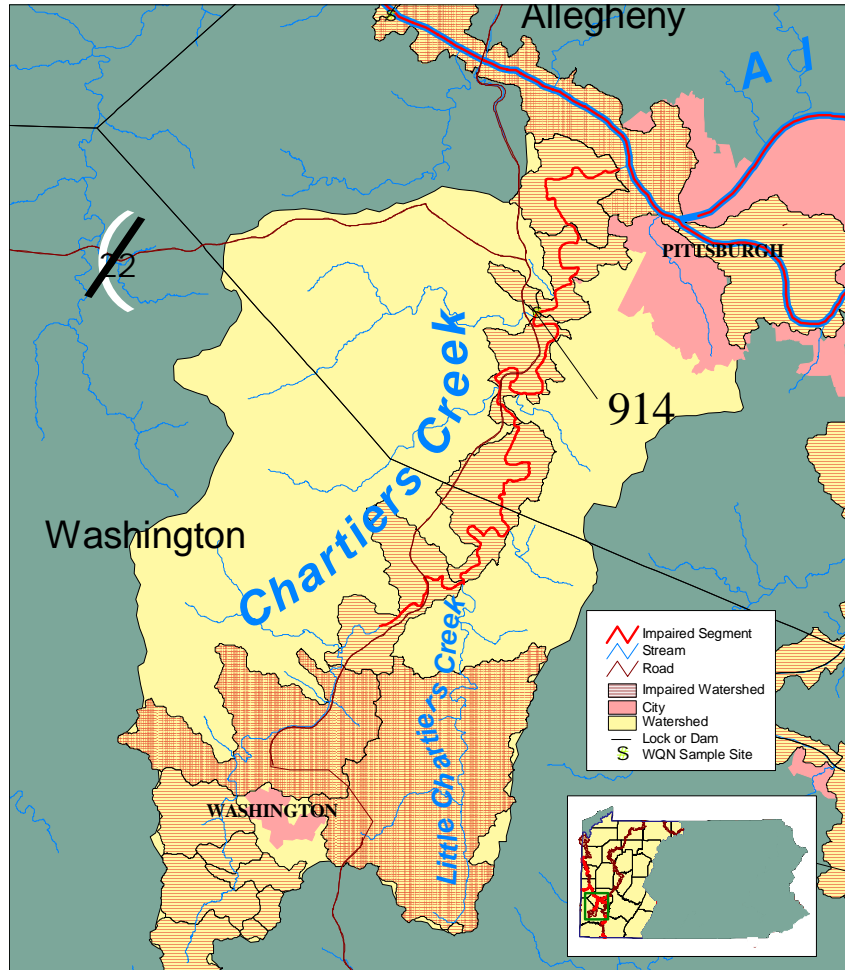 Allegheny
S
A l
22
PITTSBURGH
Chartiers Creek
914
Washington
Little Chartiers Creek
Impaired Segment
Stream
Road
Impaired Watershed
City
Watershed
Lock or Dam
S WQN Sample Site
WASHINGTON